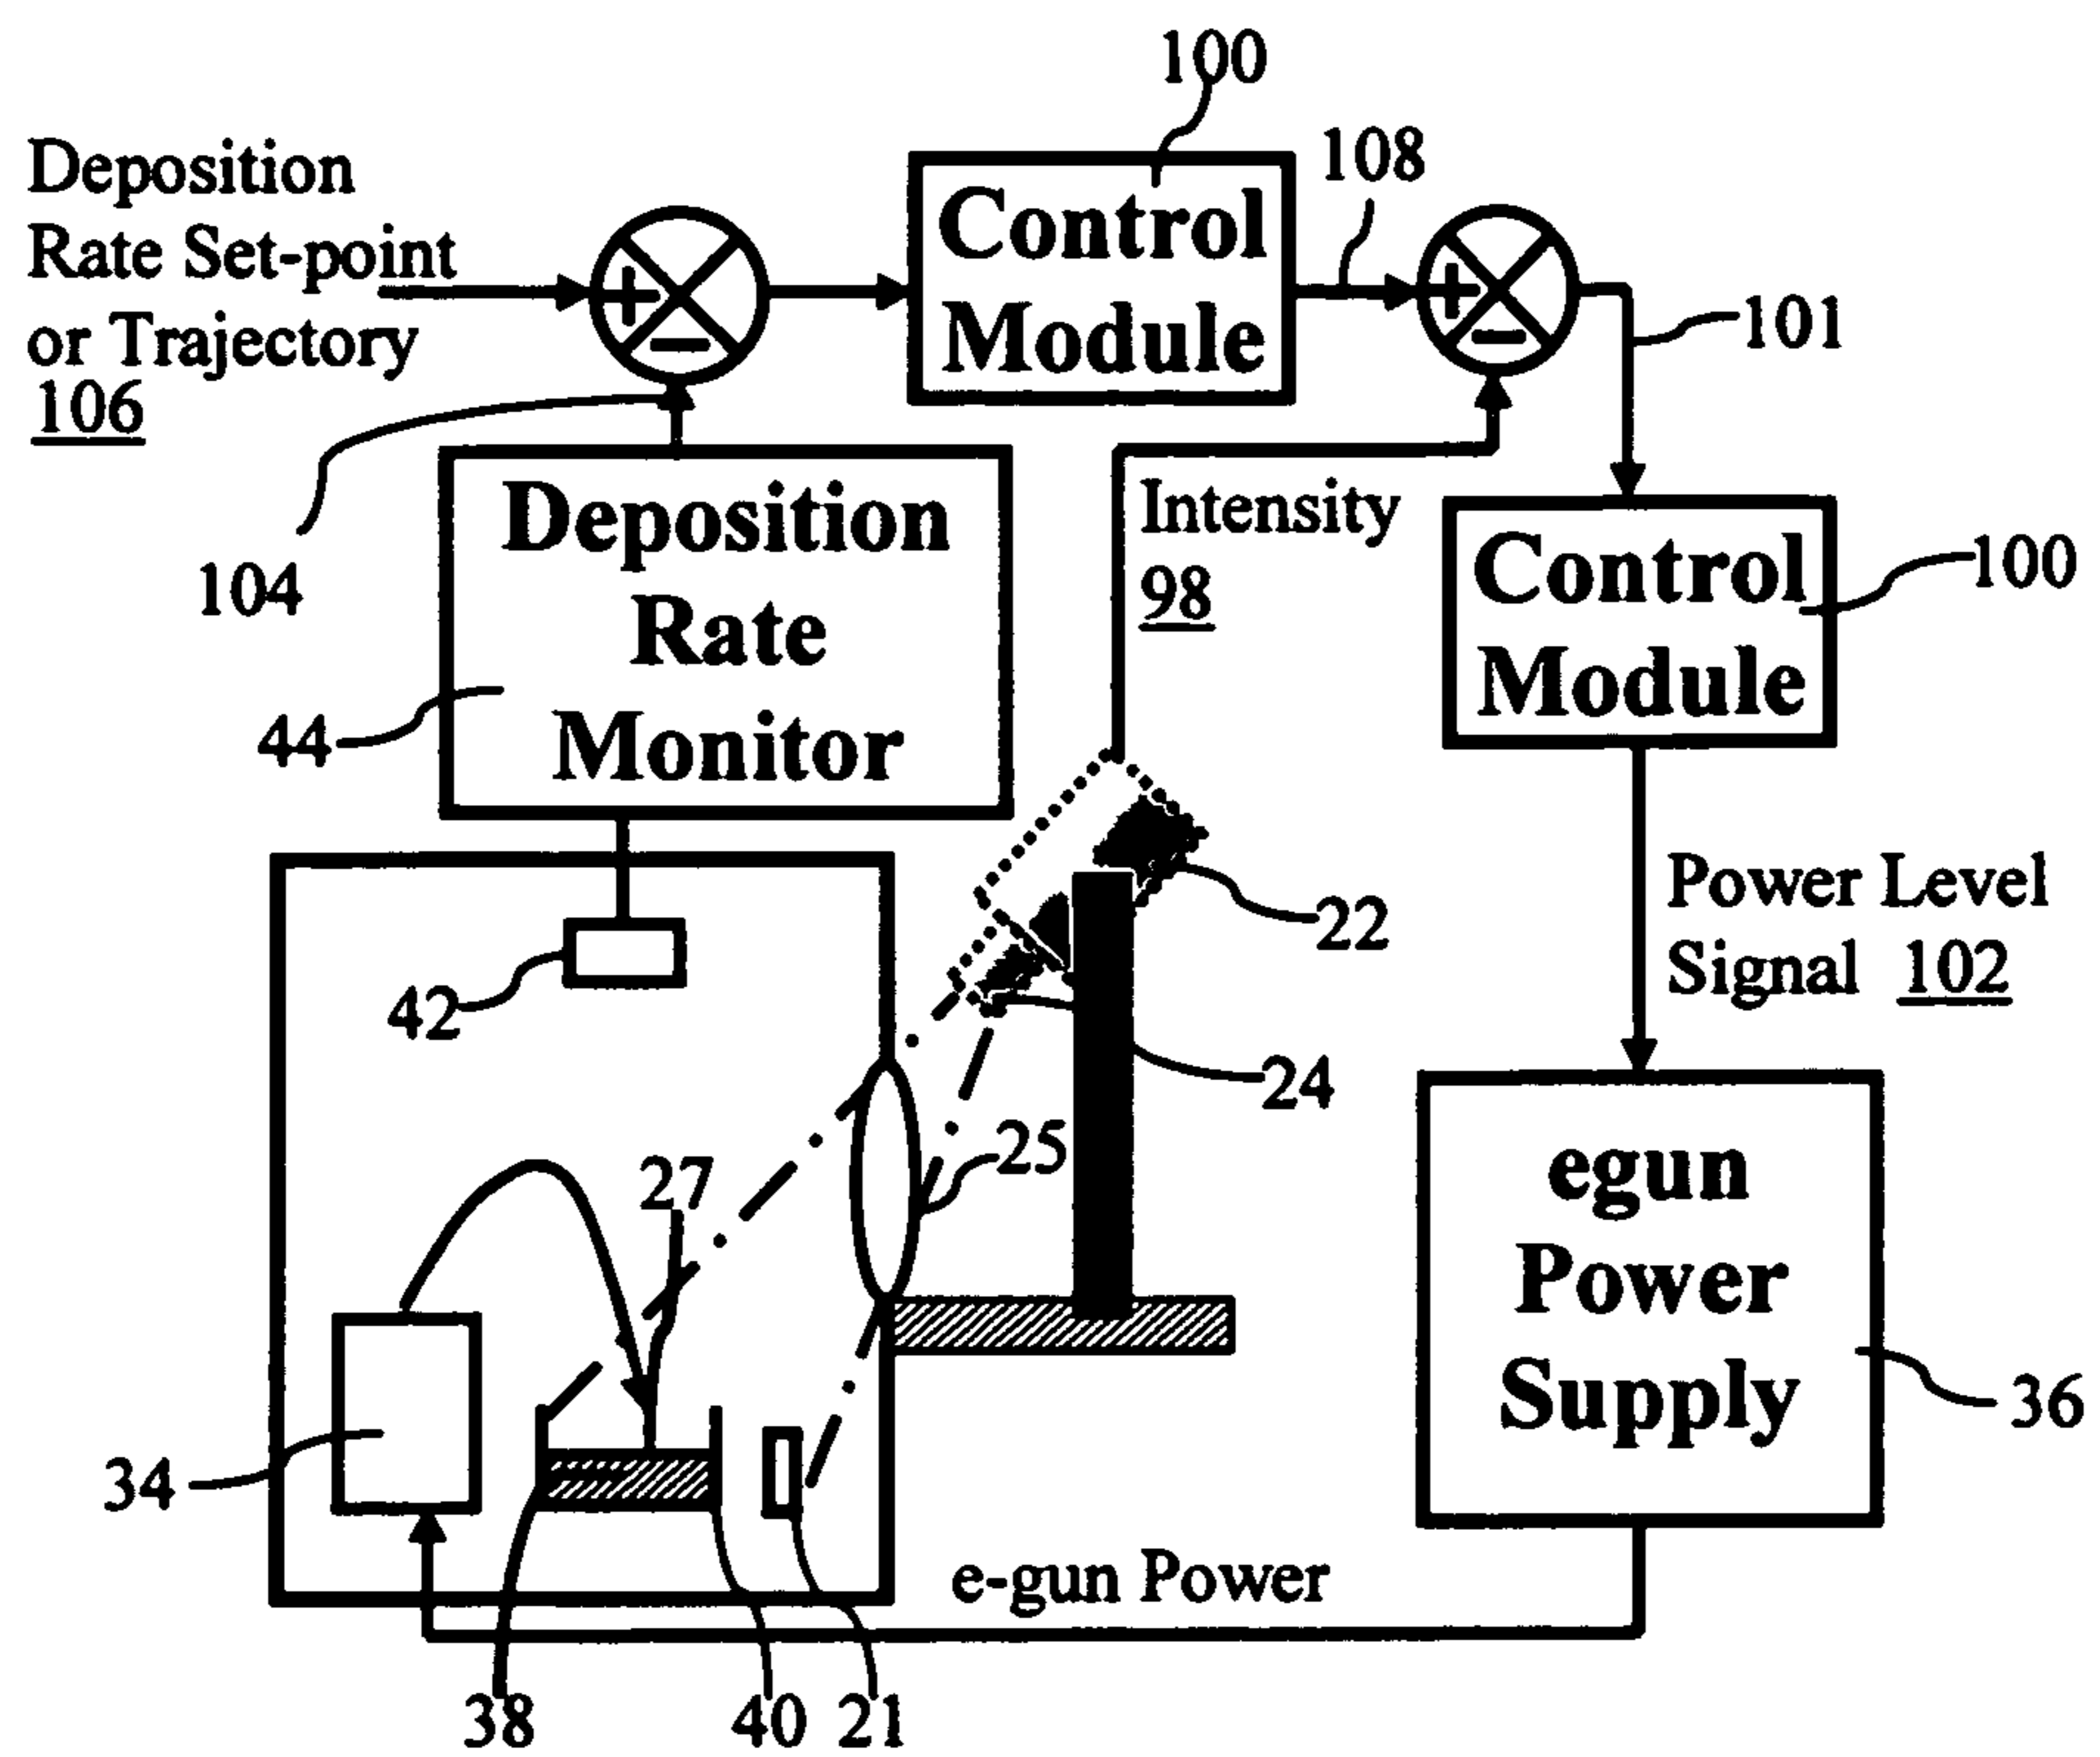 100
108
Deposition
Rate Set-point
or Trajectory
106
+
−
Control
Module
+
−
101
104
Deposition
Rate
Monitor
44
Intensity
98
Control
Module
100
22
Power Level
Signal 102
42
24
25
27
egun
Power
Supply
36
34
e-gun Power
38
40
21